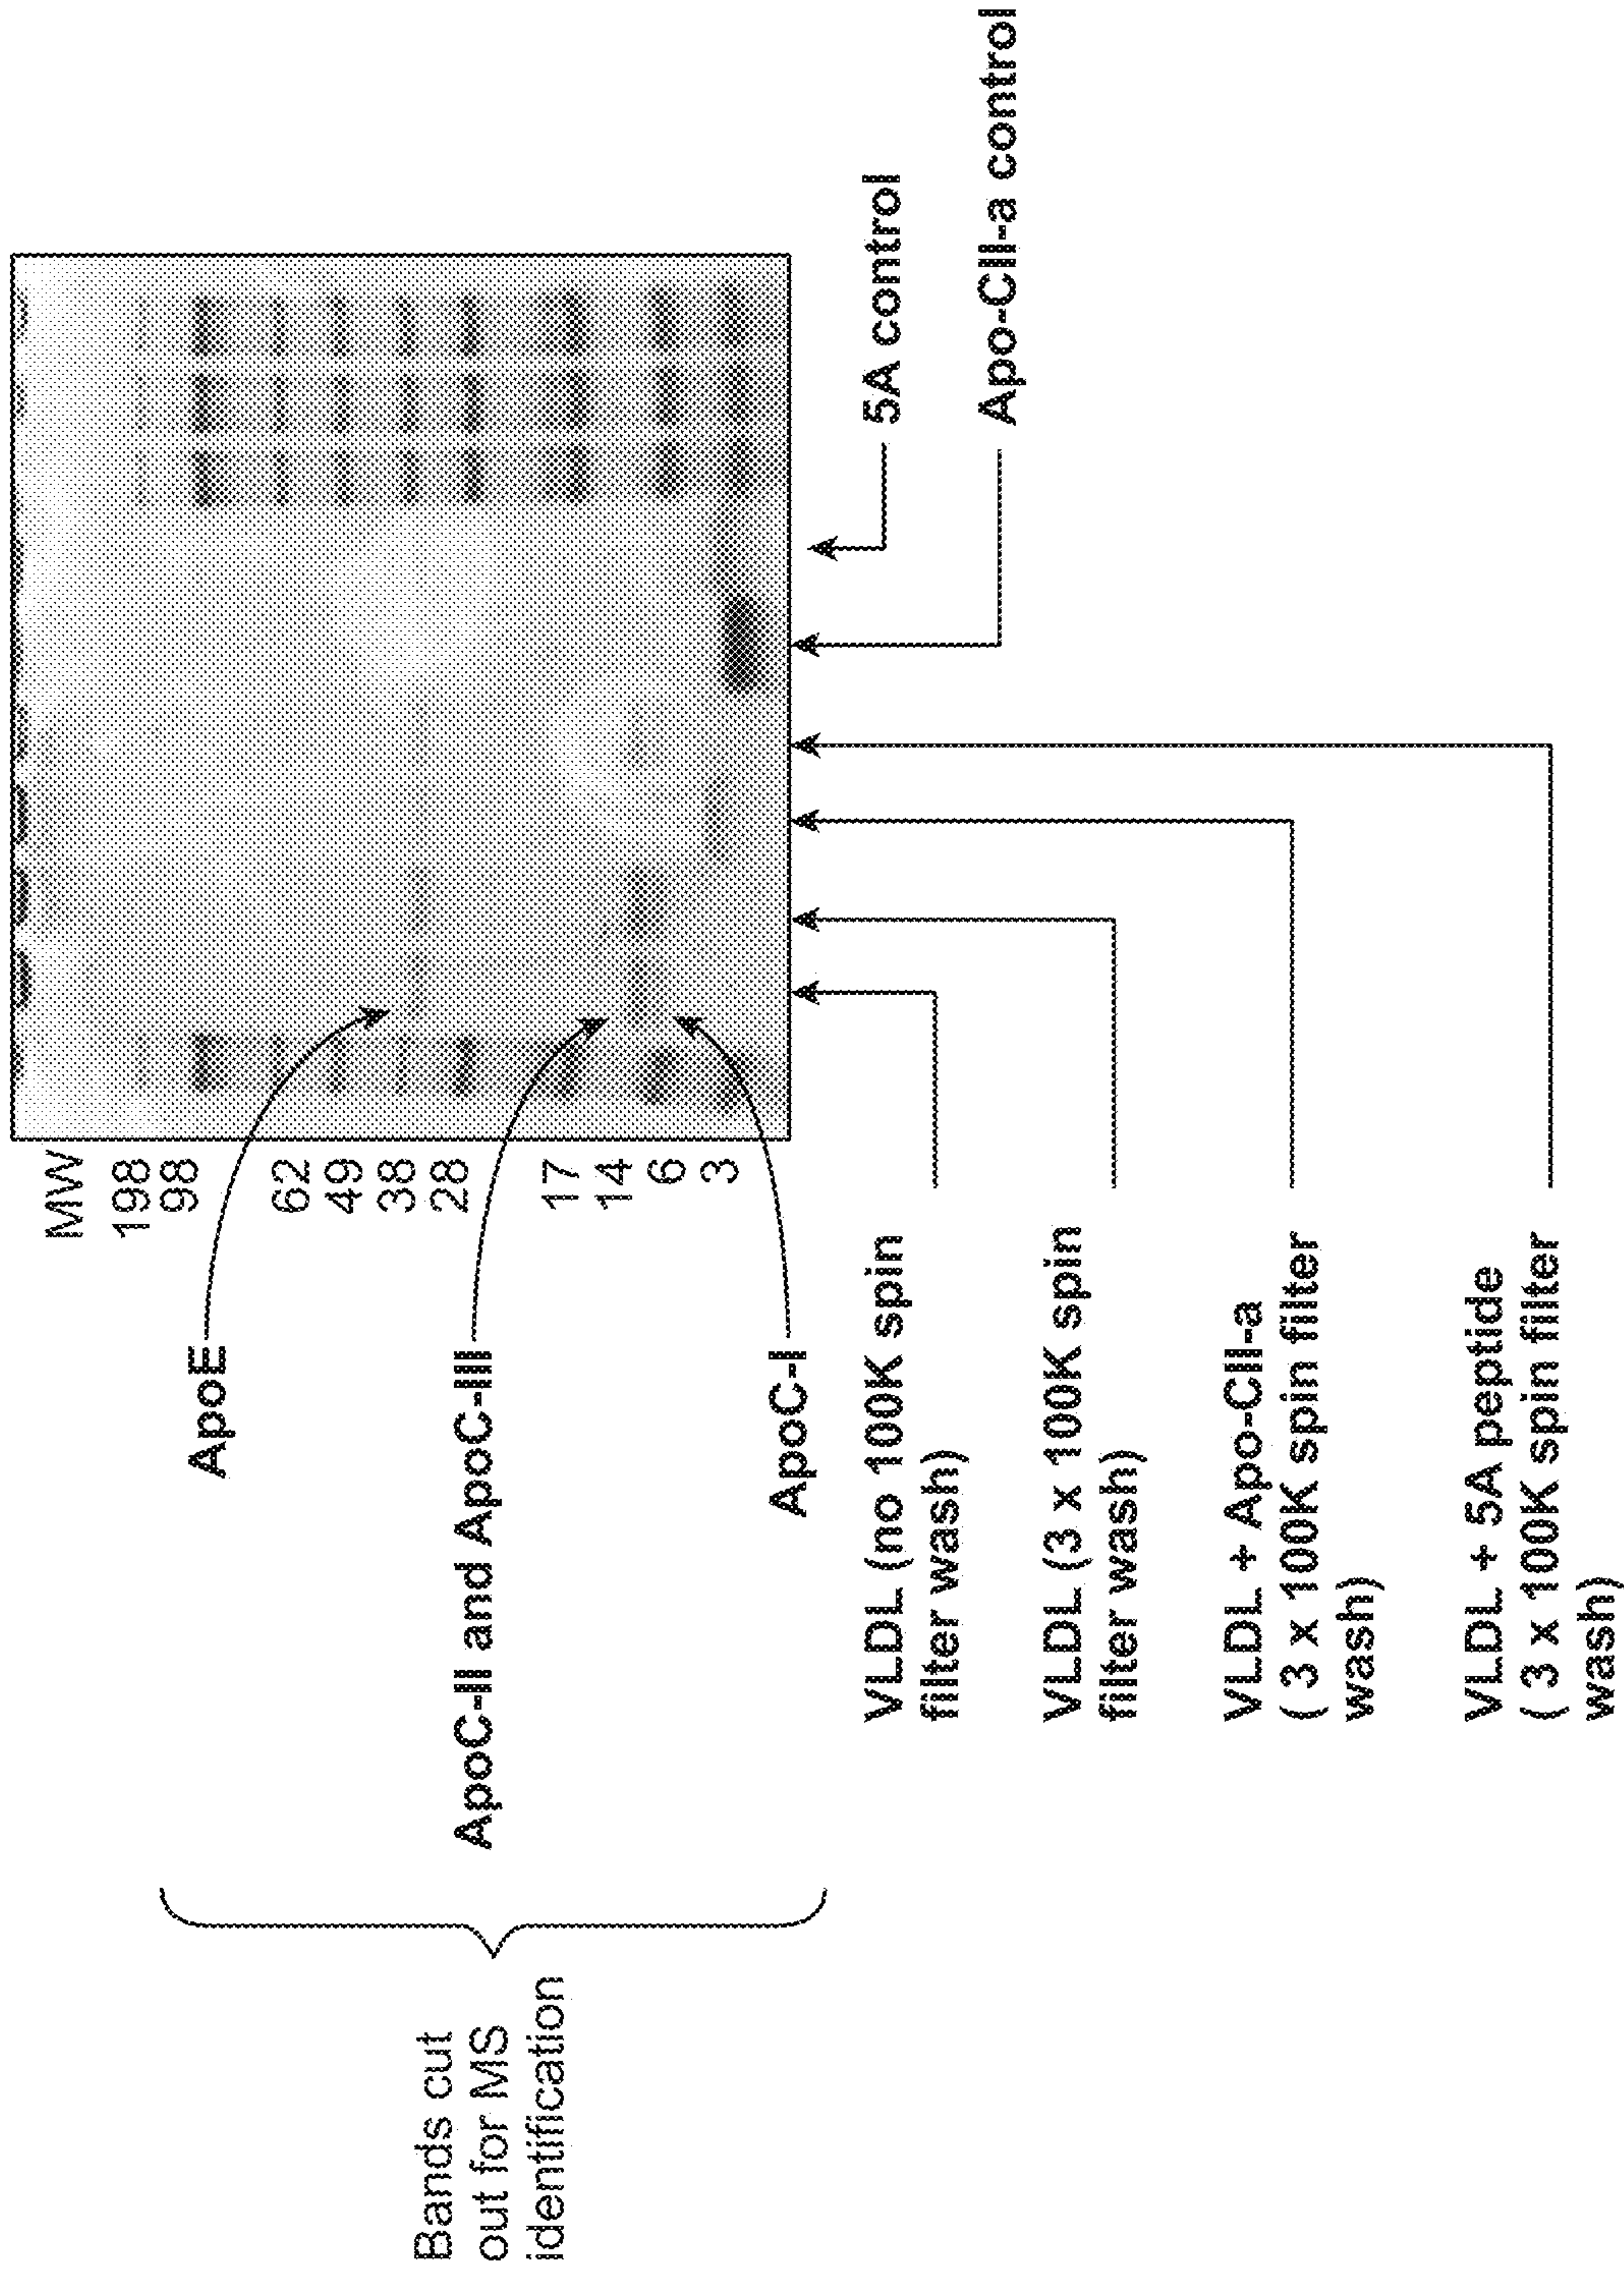 Bands cut
out for MS
identification
ApoE
ApoC-II and ApoC-III
ApoC-I
MW
198
98
62
49
38
28
17
14
6
3
VLDL (no 100K spin
filter wash)
VLDL (3 x 100K spin
filter wash)
VLDL + Apo-CII-a
( 3 x 100K spin filter
wash)
VLDL + 5A peptide
( 3 x 100K spin filter
wash)
5A control
Apo-CII-a control